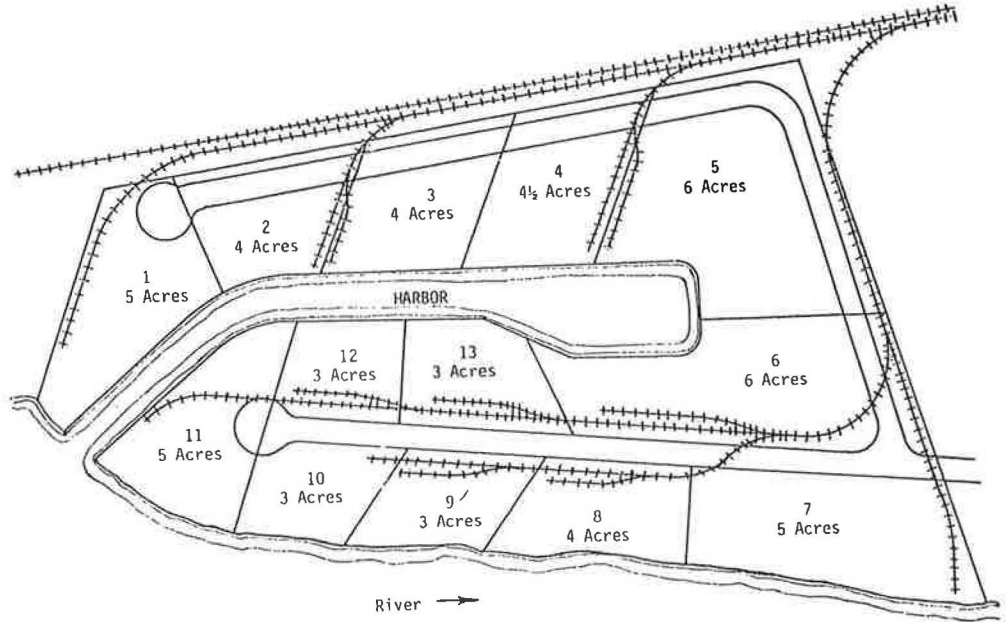 5
6 Acres
4
4½ Acres
3
4 Acres
2
4 Acres
1
5 Acres
HARBOR
12
3 Acres
13
3 Acres
6
6 Acres
11
5 Acres
10
3 Acres
9
3 Acres
8
4 Acres
7
5 Acres
River